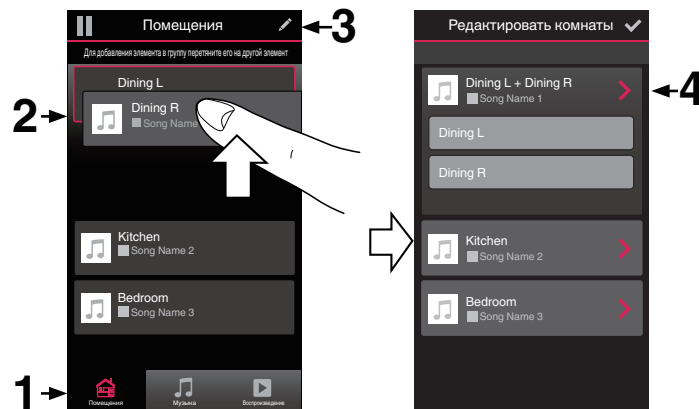 Помещения
3
Для добавления элемента в группу перетяните его на другой элемент
Dining L
2
Dining R
Song Name
Kitchen
Song Name 2
Bedroom
Song Name 3
1
Помещения
Музыка
Воспроизведение
Редактировать комнаты
Dining L + Dining R
4
Song Name 1
Dining L
Dining R
Kitchen
Song Name 2
Bedroom
Song Name 3